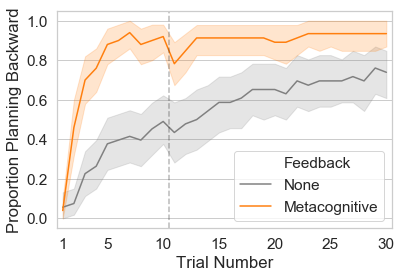 Proportion Planning Backward
1.0
0.8
0.6
0.4
0.2
0.0
Feedback
None
Metacognitive
1 5 10 15 20 25 30
Trial Number